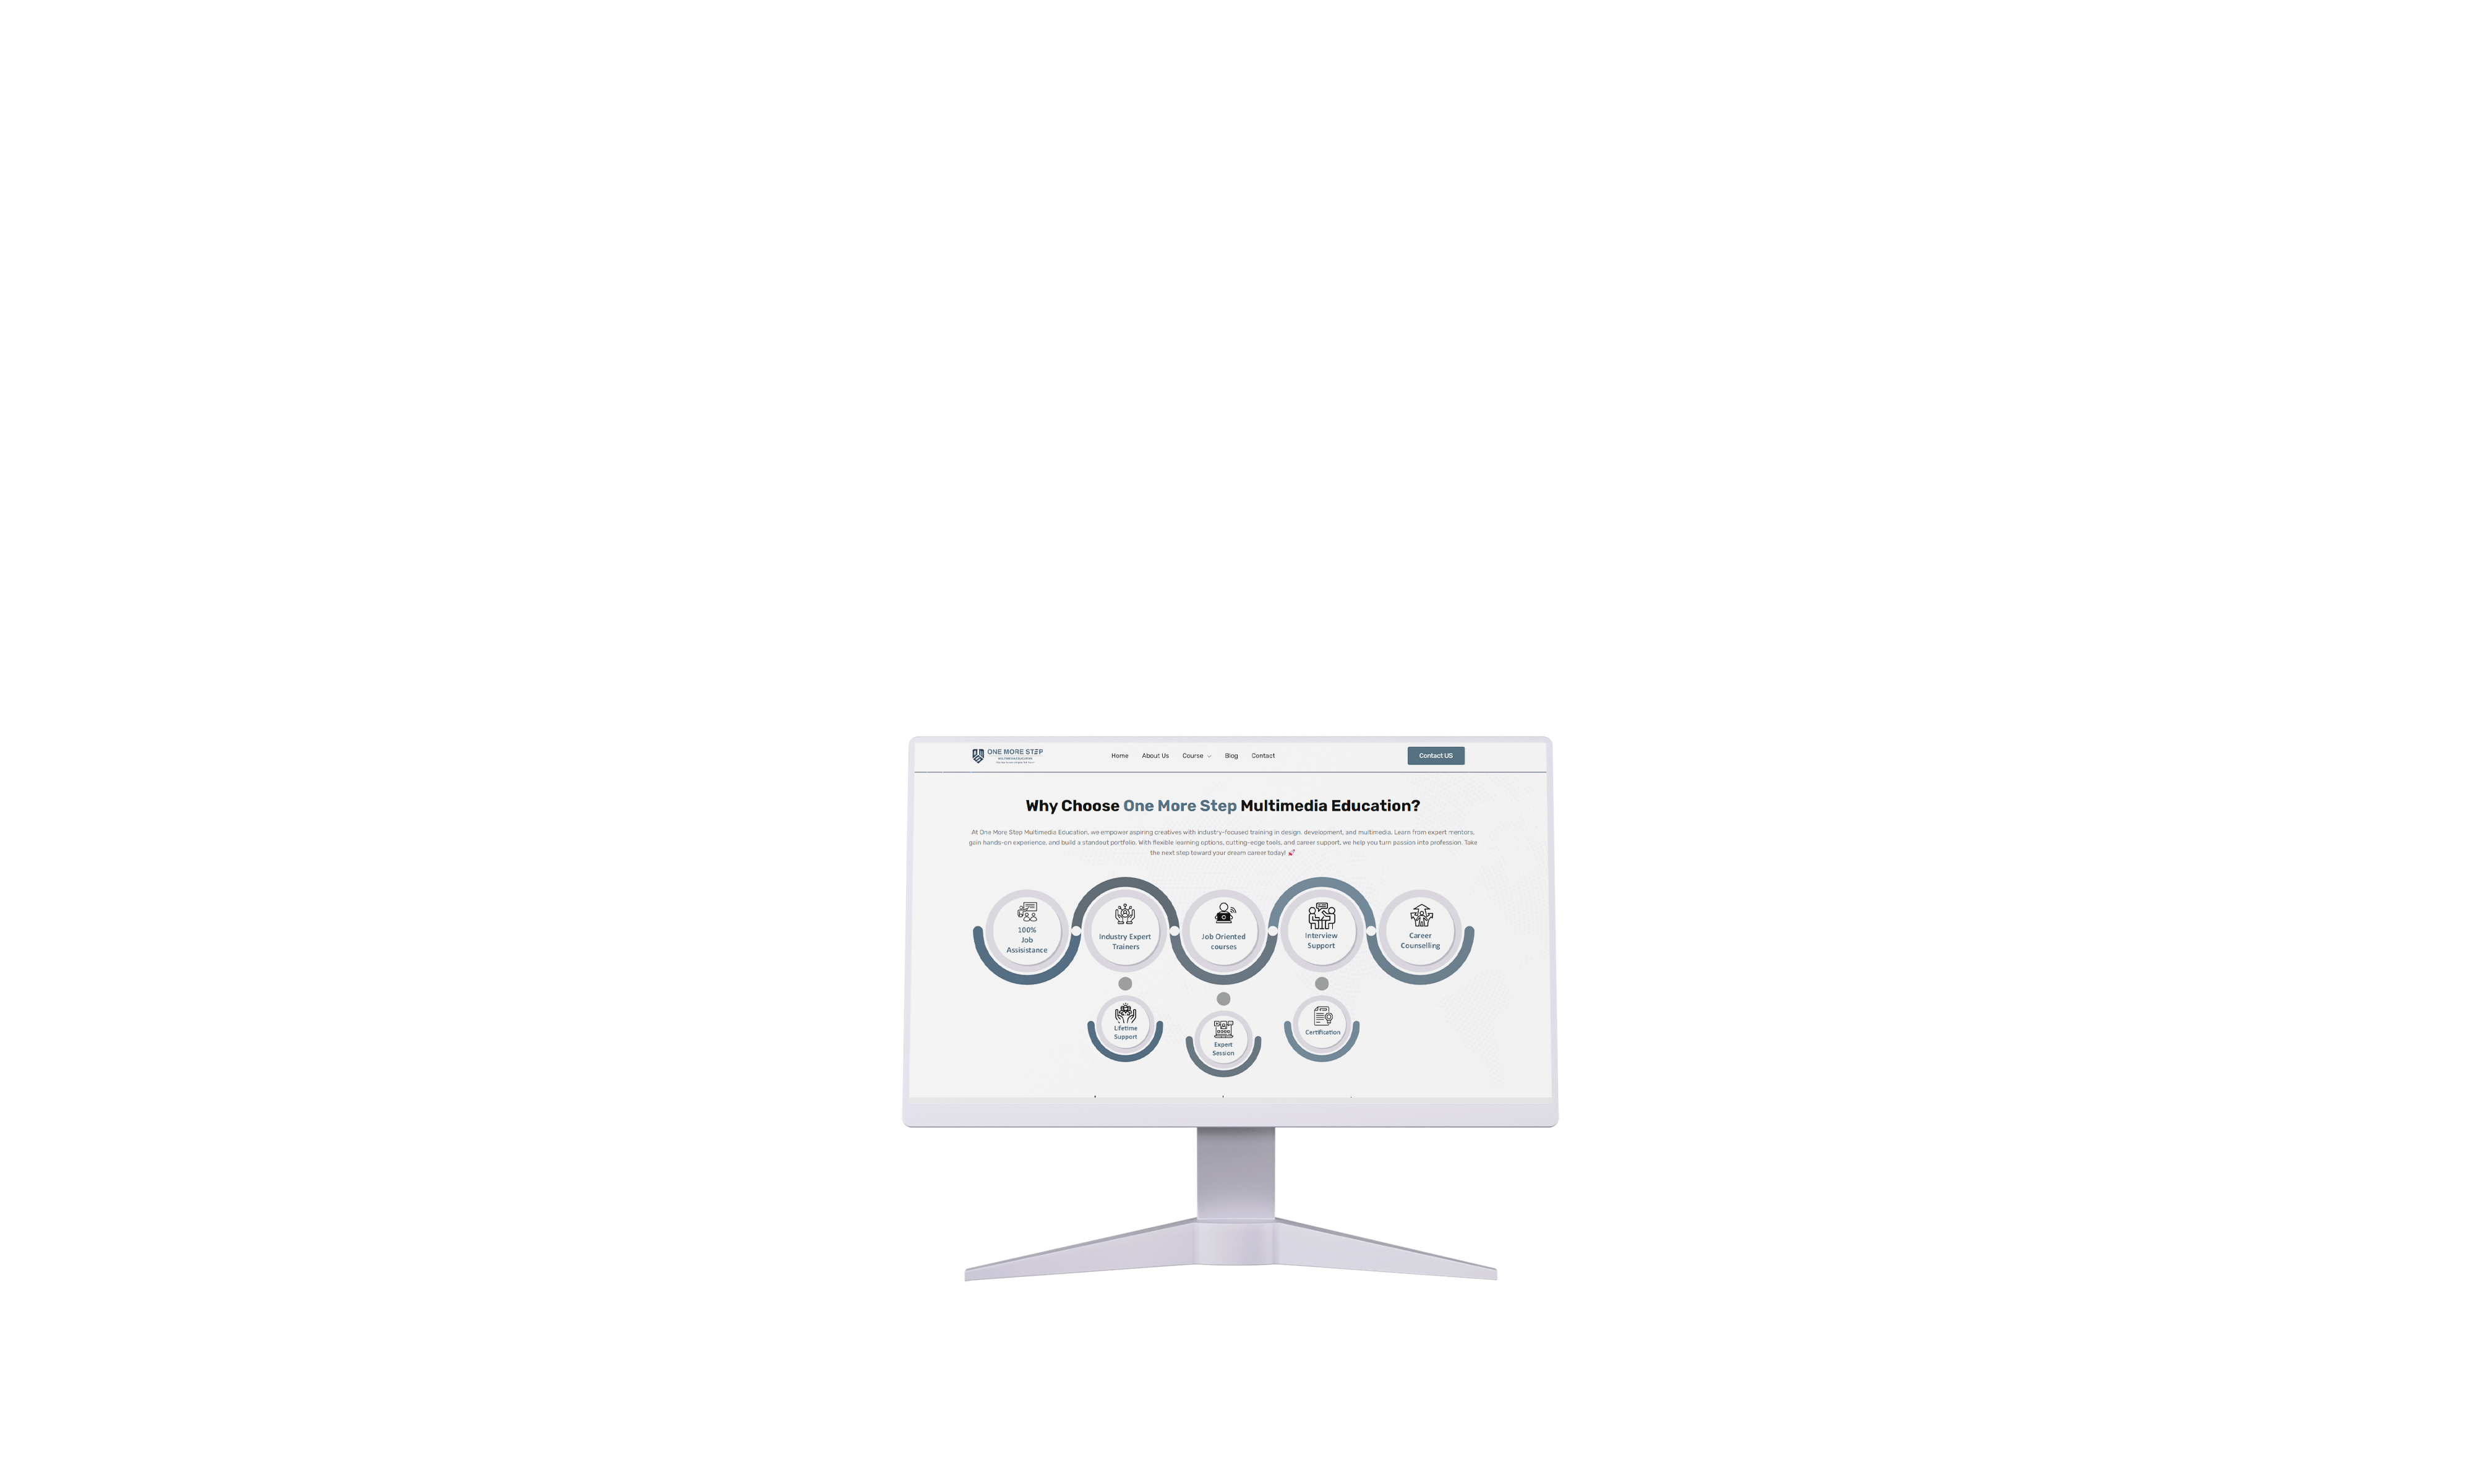 ONE MORE STEP
MULTIMEDIA EDUCATION
Home About Us Course Blog Contact
Contact US
Why Choose One More Step Multimedia Education?
At One More Step Multimedia Education, we empower aspiring creatives with industry-focused training in design, development, and multimedia. Learn from expert mentors,
gain hands-on experience, and build a standout portfolio. With flexible learning options, cutting-edge tools, and career support, we help you turn passion into profession. Take
the next step toward your dream career today!
100%
Job
Assisistance
Industry Expert
Trainers
Job Oriented
courses
Interview
Support
Career
Counselling
Lifetime
Support
Expert
Session
Certification